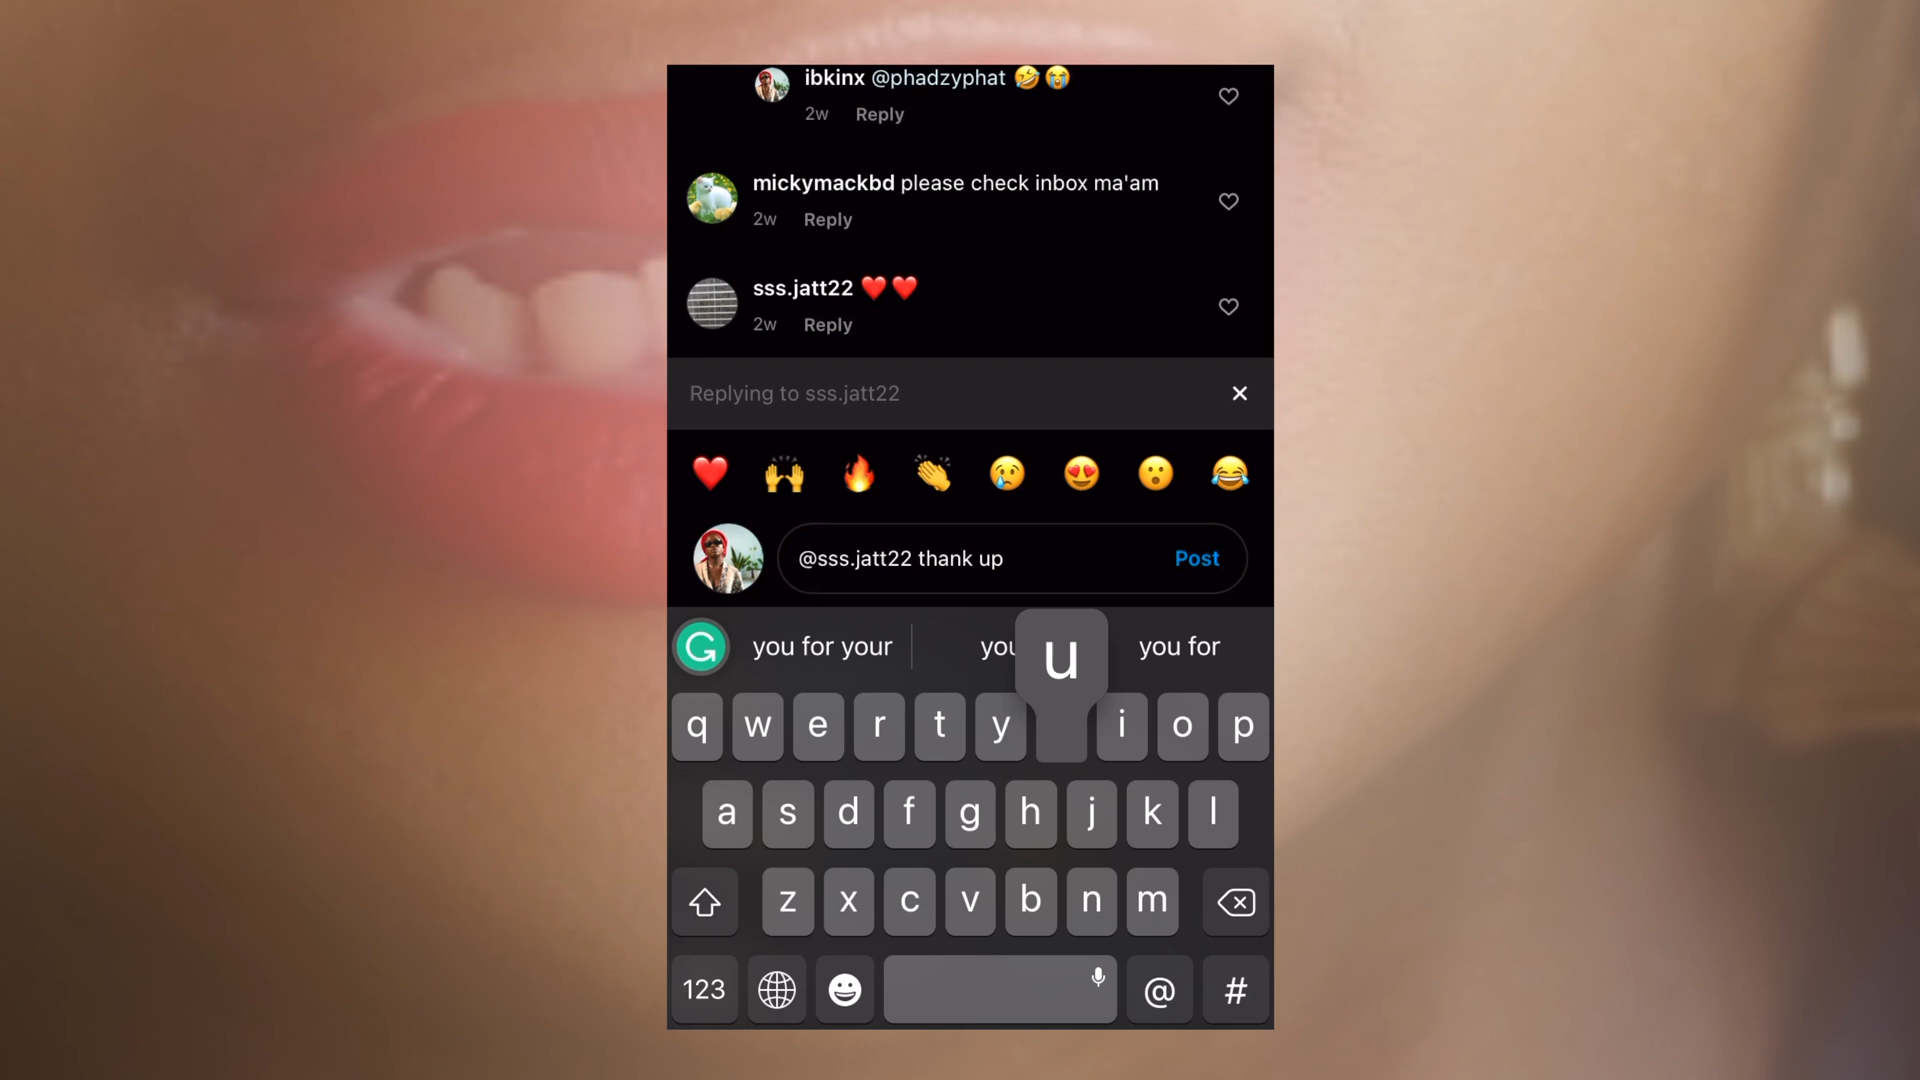 ibkinx @phadzyphat 🤣😭
2w Reply
mickymackbd please check inbox ma'am
2w Reply
sss.jatt22 ❤️❤️
2w Reply
Replying to sss.jatt22
@sss.jatt22 thank up Post
you for your you you for
u
q w e r t y i o p
a s d f g h j k l
z x c v b n m
123 @ #